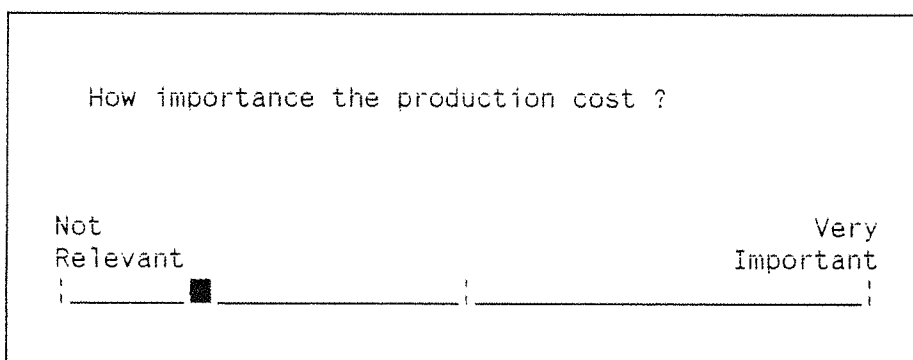 How importance the production cost ?
Not Very
Relevant Important